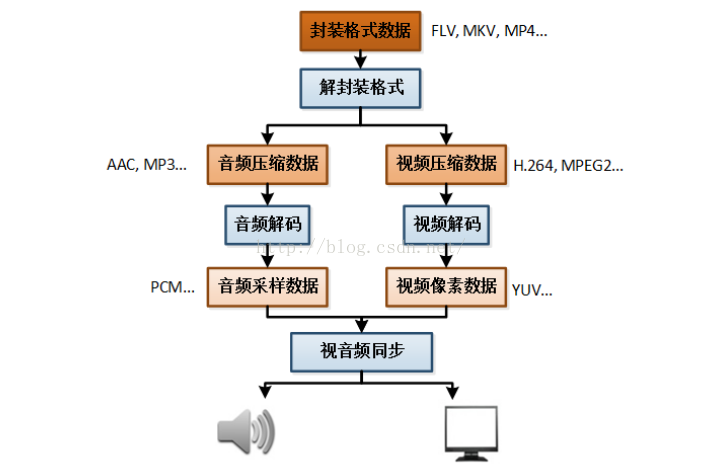 封装格式数据 FLV, MKV, MP4...
解封装格式
AAC, MP3... 音频压缩数据 视频压缩数据 H.264, MPEG2...
音频解码 视频解码
http://blog.csdn.net/
PCM... 音频采样数据 视频像素数据 YUV...
视音频同步